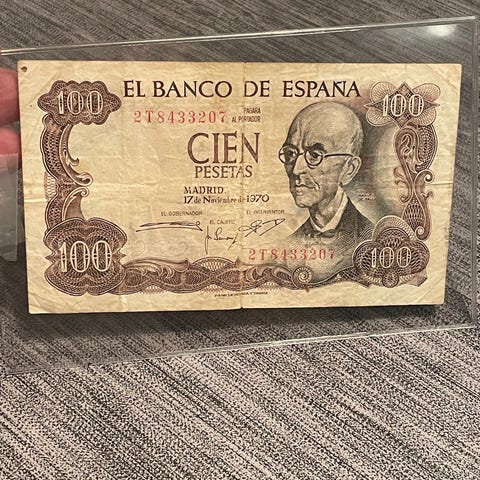 100 EL BANCO DE ESPAÑA 100
2T8433207 PAGARA
AL PORTADOR
CIEN
PESETAS
MADRID
17 de Noviembre de 1970
EL GOBERNADOR EL CAJERO EL INTERVENTOR
2T8433207
100 100